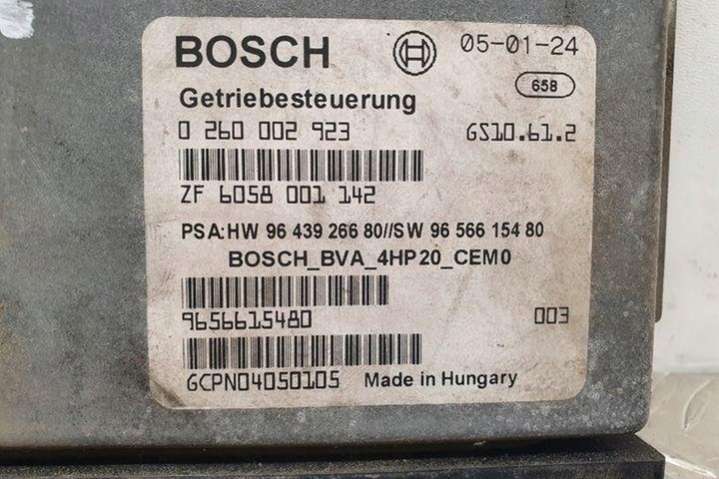 BOSCH 05-01-24
658
Getriebesteuerung
0 260 002 923 GS10.61.2
ZF 6058 001 142
PSA:HW 96 439 266 80//SW 96 566 154 80
BOSCH_BVA_4HP20_CEM0
9656615480 003
GCPN04050105 Made in Hungary